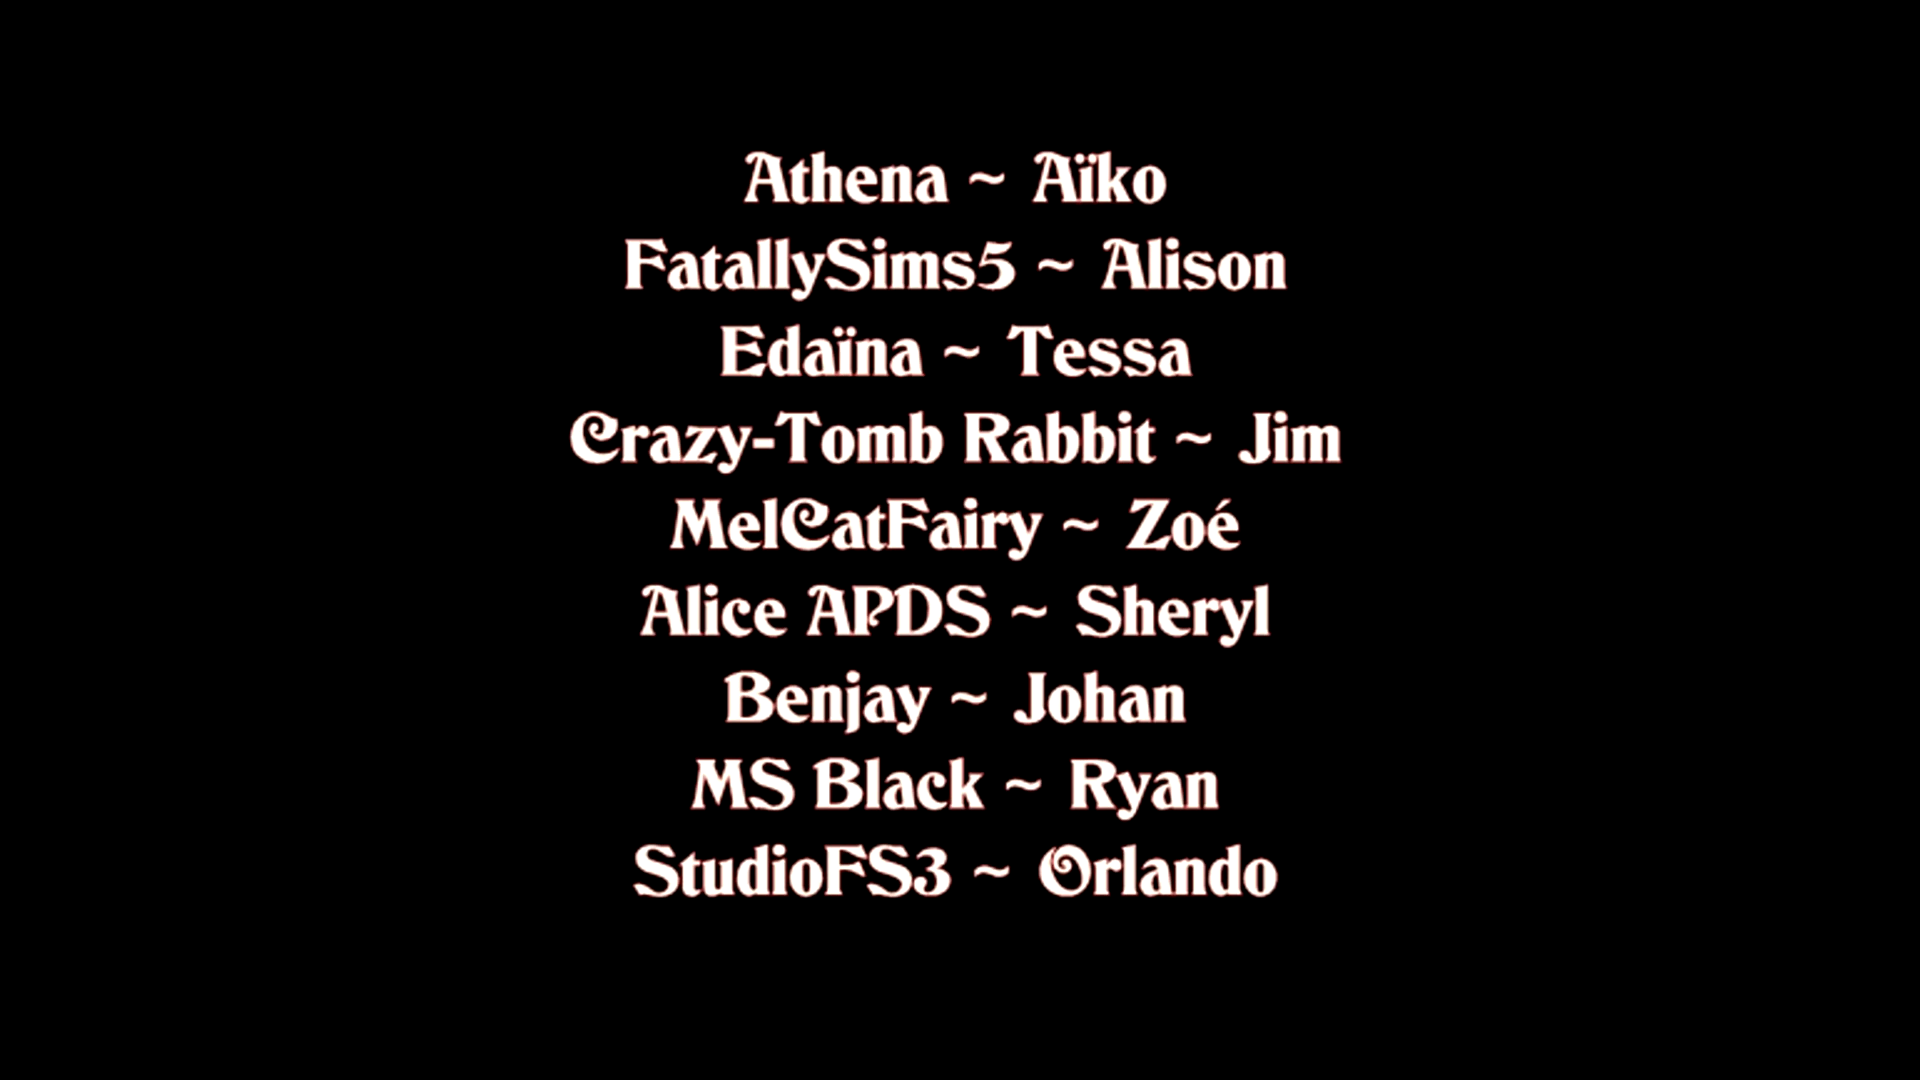 Athena ~ Aïko
FatallySims5 ~ Alison
Edaïna ~ Tessa
Crazy-Tomb Rabbit ~ Jim
MelCatFairy ~ Zoé
Alice APDS ~ Sheryl
Benjay ~ Johan
MS Black ~ Ryan
StudioFS3 ~ Orlando